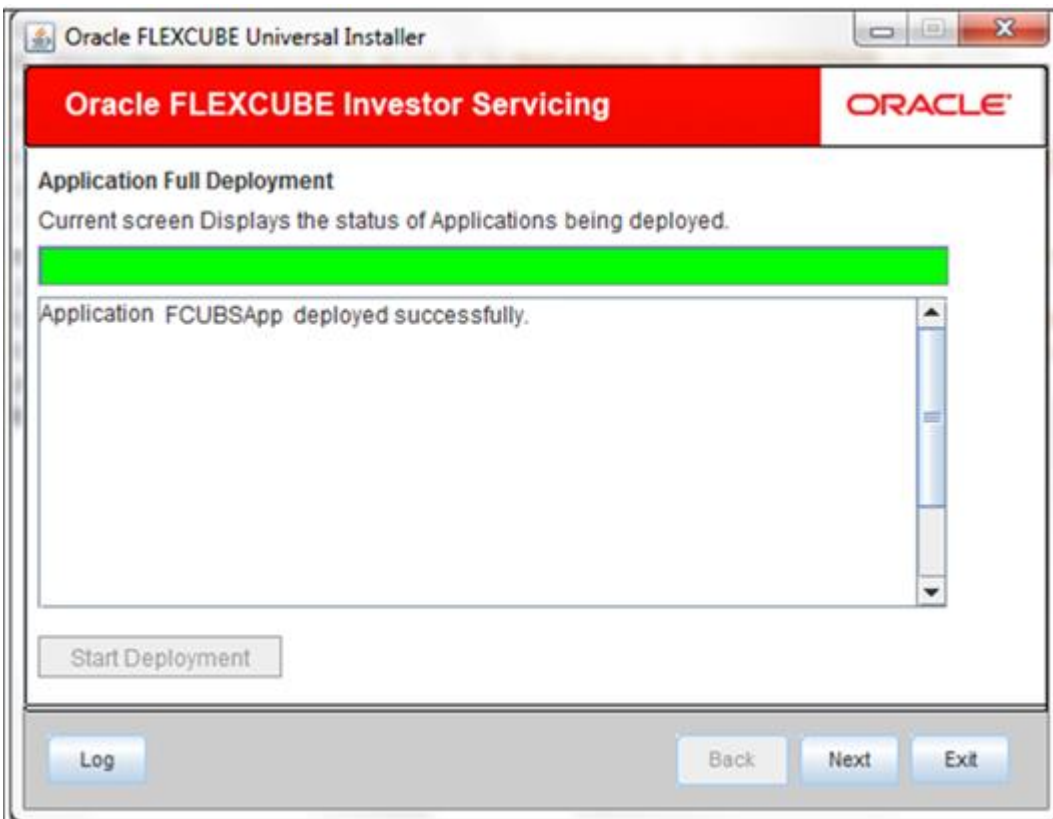 Oracle FLEXCUBE Universal Installer
Oracle FLEXCUBE Investor Servicing
ORACLE
Application Full Deployment
Current screen Displays the status of Applications being deployed.
Application FCUBSApp deployed successfully.
Start Deployment
Log
Back
Next
Exit